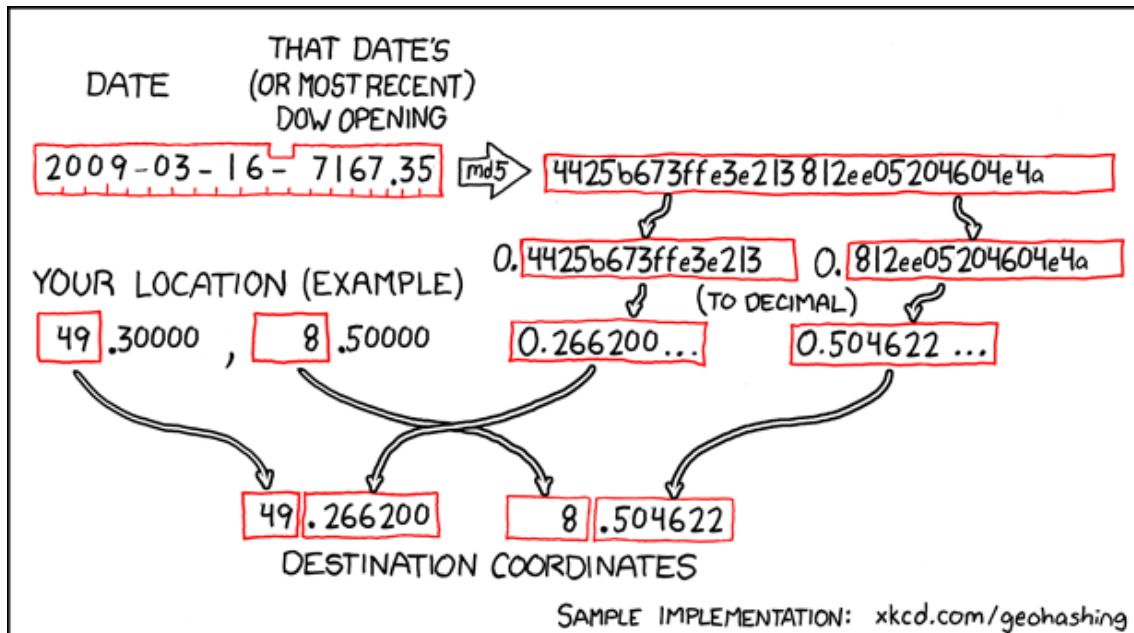 DATE
THAT DATE'S
(OR MOST RECENT)
DOW OPENING
2009-03-16- 7167.35
md5
4425b673ffe3e213812ee05204604e4a
0.4425b673ffe3e213
0.812ee05204604e4a
YOUR LOCATION (EXAMPLE)
(TO DECIMAL)
49.30000, 8.50000
0.266200...
0.504622 ...
49.266200
8.504622
DESTINATION COORDINATES
SAMPLE IMPLEMENTATION: xkcd.com/geohashing